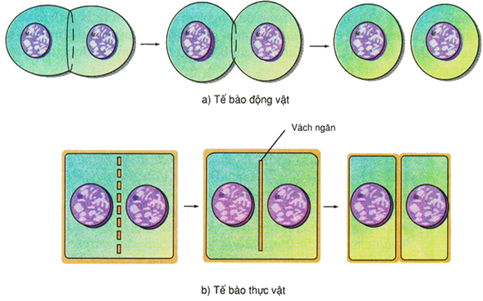 a) Tế bào động vật
Vách ngăn
b) Tế bào thực vật